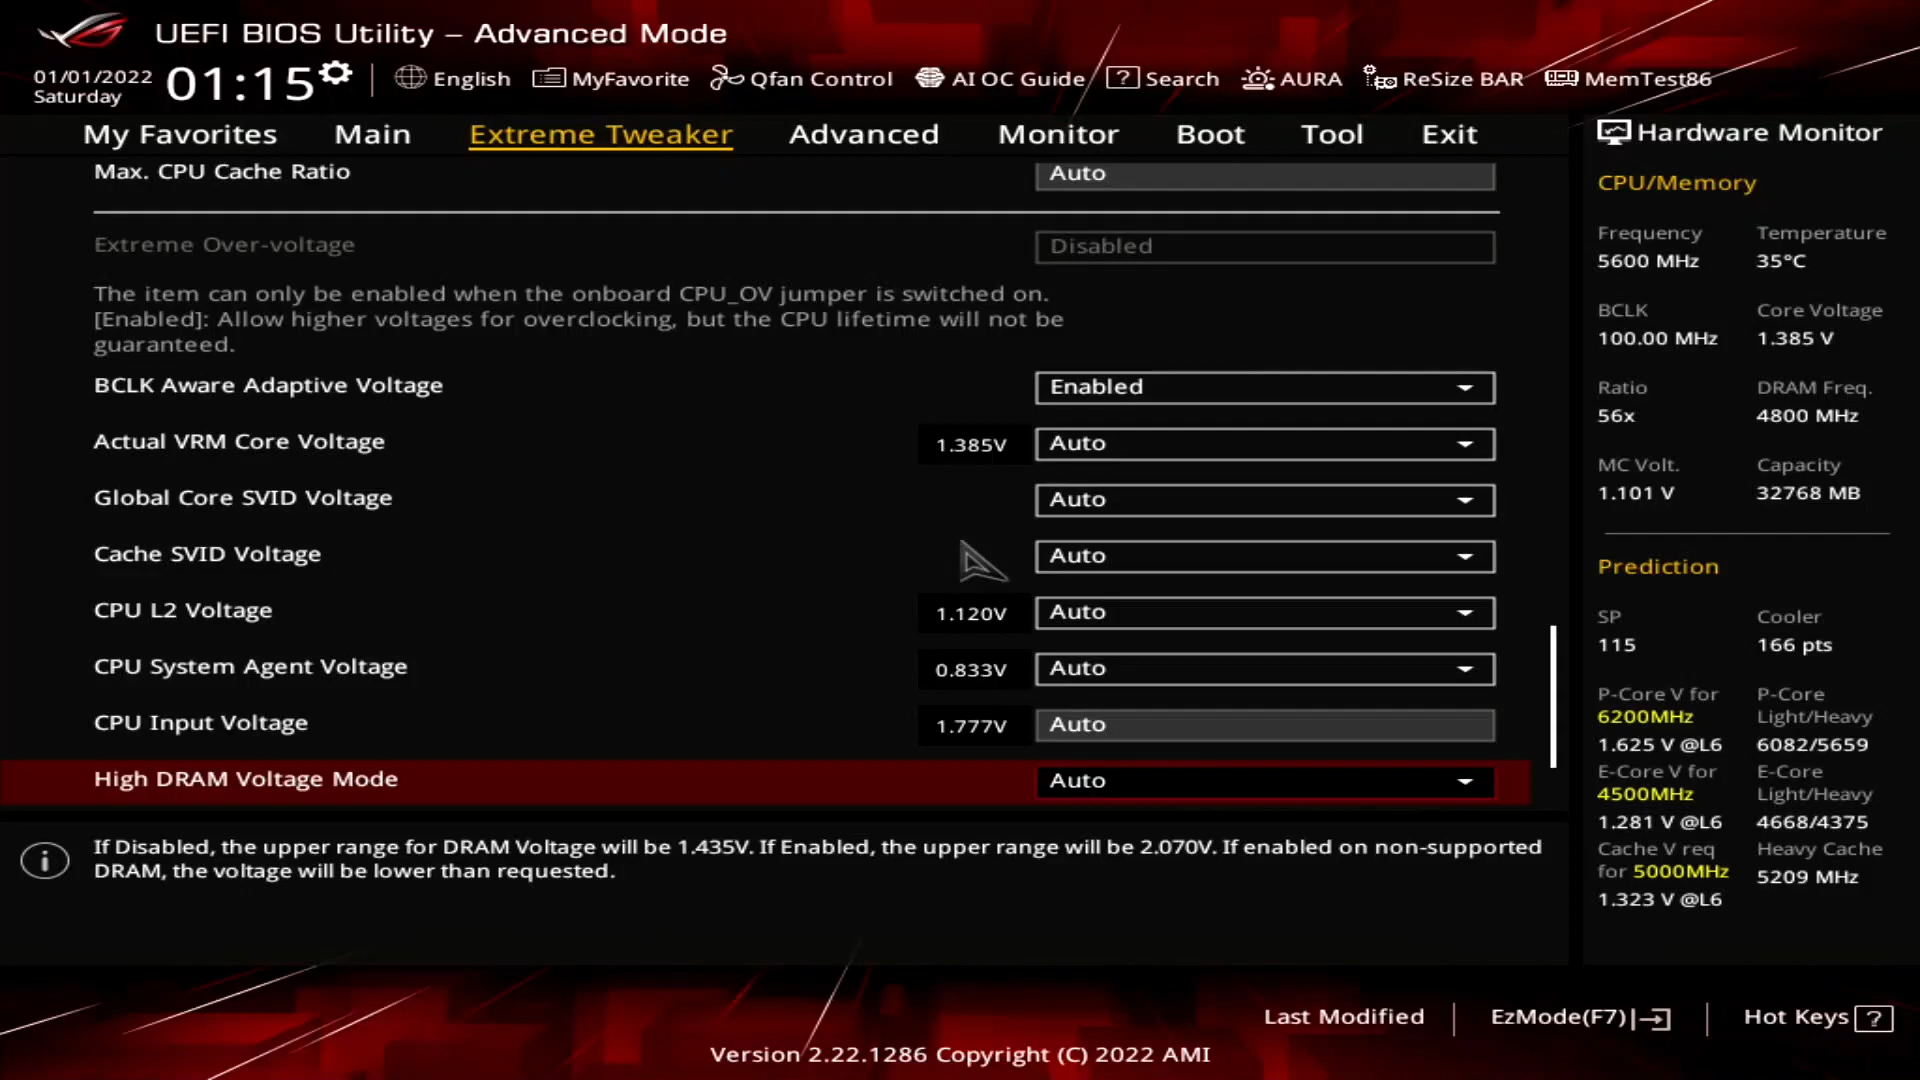 UEFI BIOS Utility – Advanced Mode
01/01/2022
Saturday
01:15
English
MyFavorite
Qfan Control
AI OC Guide
? Search
AURA
ReSize BAR
MemTest86
My Favorites
Main
Extreme Tweaker
Advanced
Monitor
Boot
Tool
Exit
Max. CPU Cache Ratio
Auto
Extreme Over-voltage
Disabled
The item can only be enabled when the onboard CPU_OV jumper is switched on.
[Enabled]: Allow higher voltages for overclocking, but the CPU lifetime will not be
guaranteed.
BCLK Aware Adaptive Voltage
Enabled
Actual VRM Core Voltage
1.385V
Auto
Global Core SVID Voltage
Auto
Cache SVID Voltage
Auto
CPU L2 Voltage
1.120V
Auto
CPU System Agent Voltage
0.833V
Auto
CPU Input Voltage
1.777V
Auto
High DRAM Voltage Mode
Auto
i
If Disabled, the upper range for DRAM Voltage will be 1.435V. If Enabled, the upper range will be 2.070V. If enabled on non-supported
DRAM, the voltage will be lower than requested.
Hardware Monitor
CPU/Memory
Frequency
Temperature
5600 MHz
35°C
BCLK
Core Voltage
100.00 MHz
1.385 V
Ratio
DRAM Freq.
56x
4800 MHz
MC Volt.
Capacity
1.101 V
32768 MB
Prediction
SP
Cooler
115
166 pts
P-Core V for
P-Core
6200MHz
Light/Heavy
1.625 V @L6
6082/5659
E-Core V for
E-Core
4500MHz
Light/Heavy
1.281 V @L6
4668/4375
Cache V req
Heavy Cache
for 5000MHz
5209 MHz
1.323 V @L6
Last Modified
EzMode(F7)
Hot Keys ?
Version 2.22.1286 Copyright (C) 2022 AMI